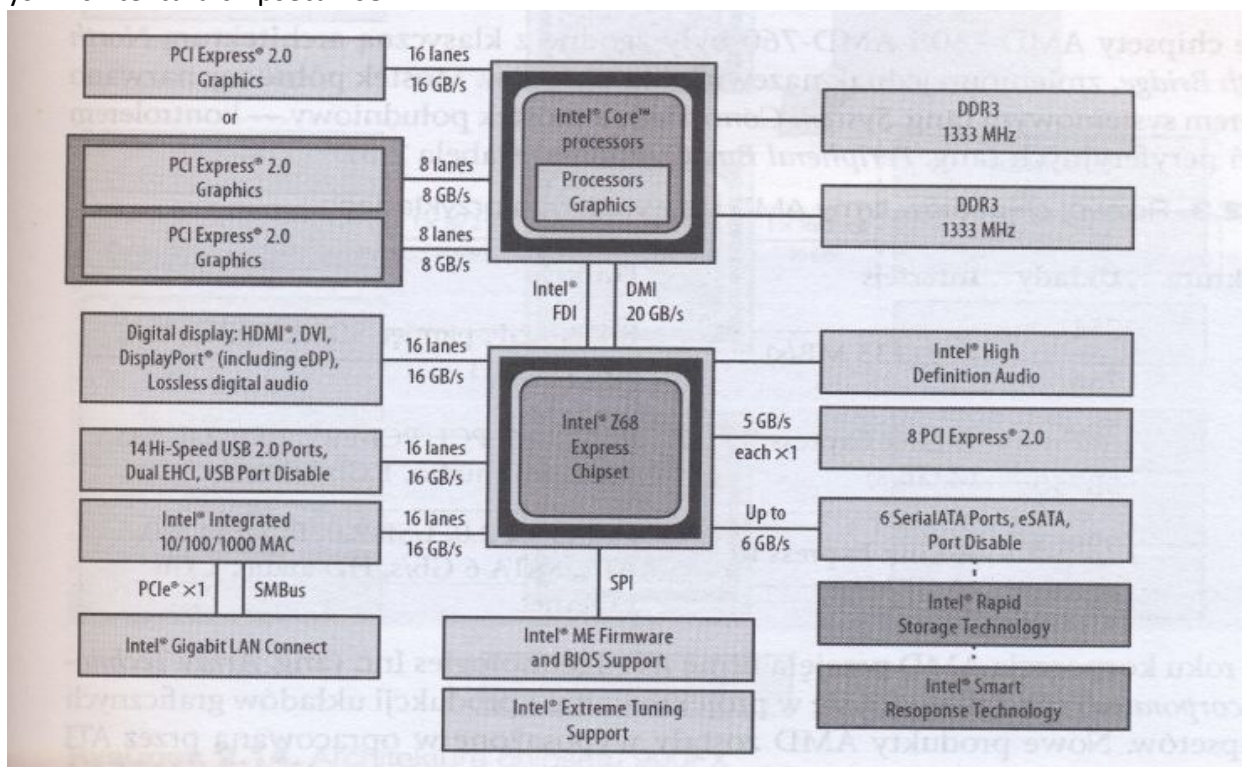 PCI Express® 2.0
Graphics
16 lanes
16 GB/s
or
PCI Express® 2.0
Graphics
8 lanes
8 GB/s
PCI Express® 2.0
Graphics
8 lanes
8 GB/s
Intel® Core™
processors
Processors
Graphics
DDR3
1333 MHz
DDR3
1333 MHz
Intel®
FDI
DMI
20 GB/s
Digital display: HDMI®, DVI,
DisplayPort® (including eDP),
Lossless digital audio
16 lanes
16 GB/s
14 Hi-Speed USB 2.0 Ports,
Dual EHCI, USB Port Disable
16 lanes
16 GB/s
Intel® Integrated
10/100/1000 MAC
16 lanes
16 GB/s
PCIe® ×1
SMBus
Intel® Gigabit LAN Connect
Intel® Z68
Express
Chipset
Intel® High
Definition Audio
5 GB/s
each ×1
8 PCI Express® 2.0
Up to
6 GB/s
6 SerialATA Ports, eSATA,
Port Disable
Intel® Rapid
Storage Technology
Intel® Smart
Resoponse Technology
SPI
Intel® ME Firmware
and BIOS Support
Intel® Extreme Tuning
Support